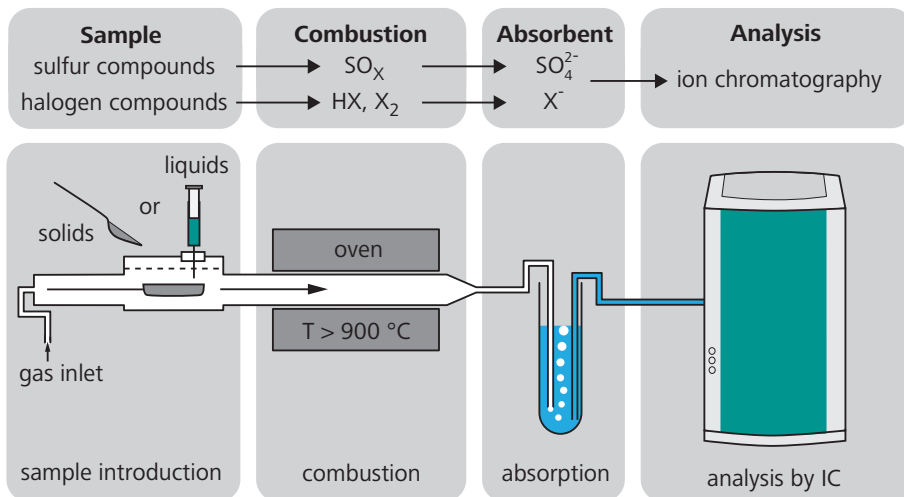 Sample
sulfur compounds
halogen compounds
Combustion
SOₓ
HX, X₂
Absorbent
SO₄²⁻
X⁻
Analysis
ion chromatography
liquids
or
solids
gas inlet
sample introduction
oven
T > 900 °C
combustion
absorption
analysis by IC